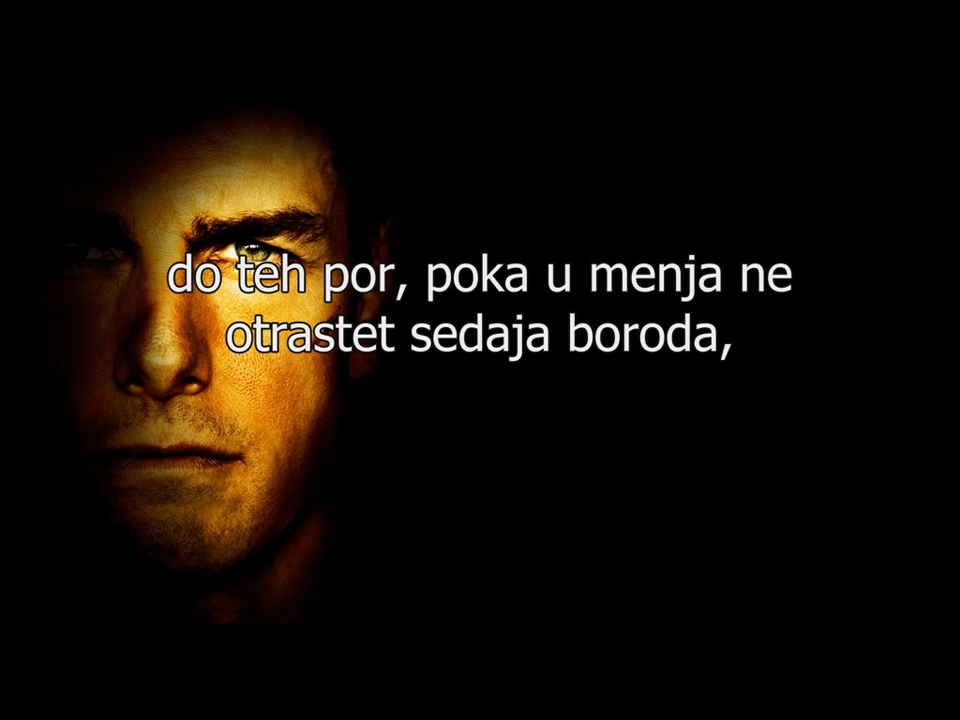 do teh por, poka u menja ne
otrastet sedaja boroda,